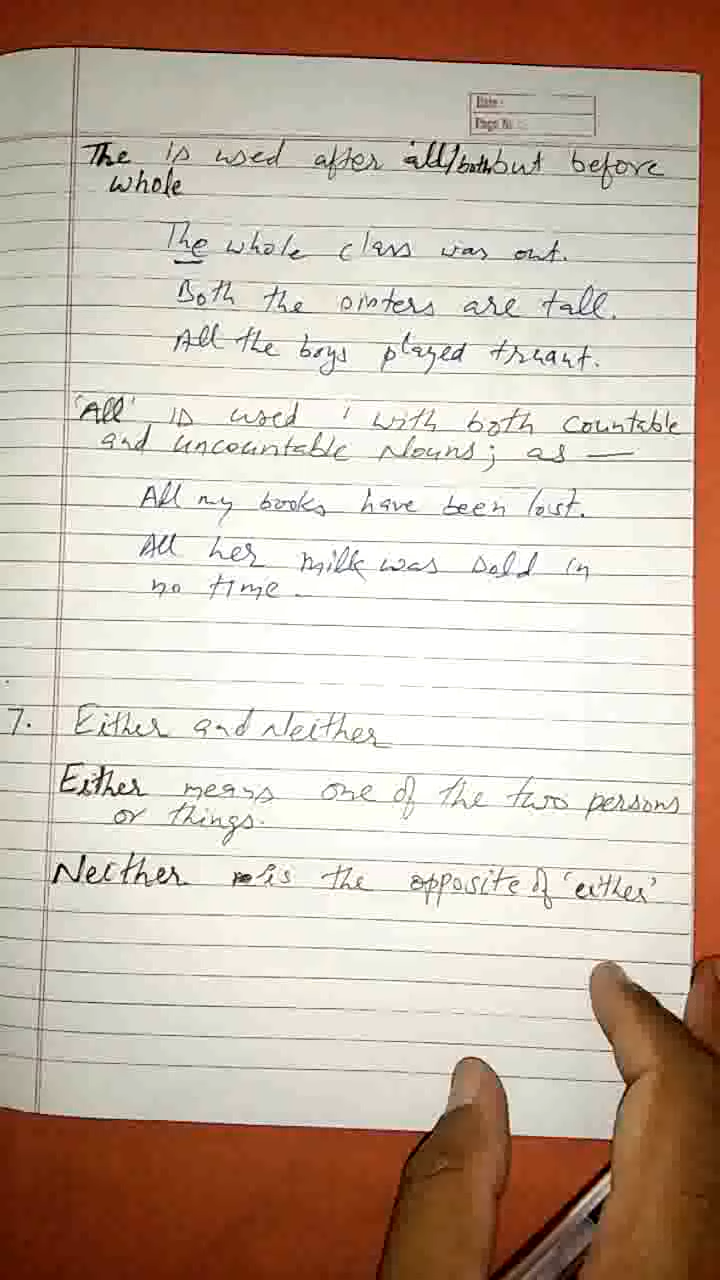 Date :
Page No
The is used after all/both but before
whole
The whole class was out.
Both the sisters are tall.
All the boys played truant.
'All' is used with both countable
and uncountable Nouns; as —
All my books have been lost.
All her milk was sold in
no time.
7. Either and Neither
Either means one of the two persons
or things.
Neither is the opposite of 'either'